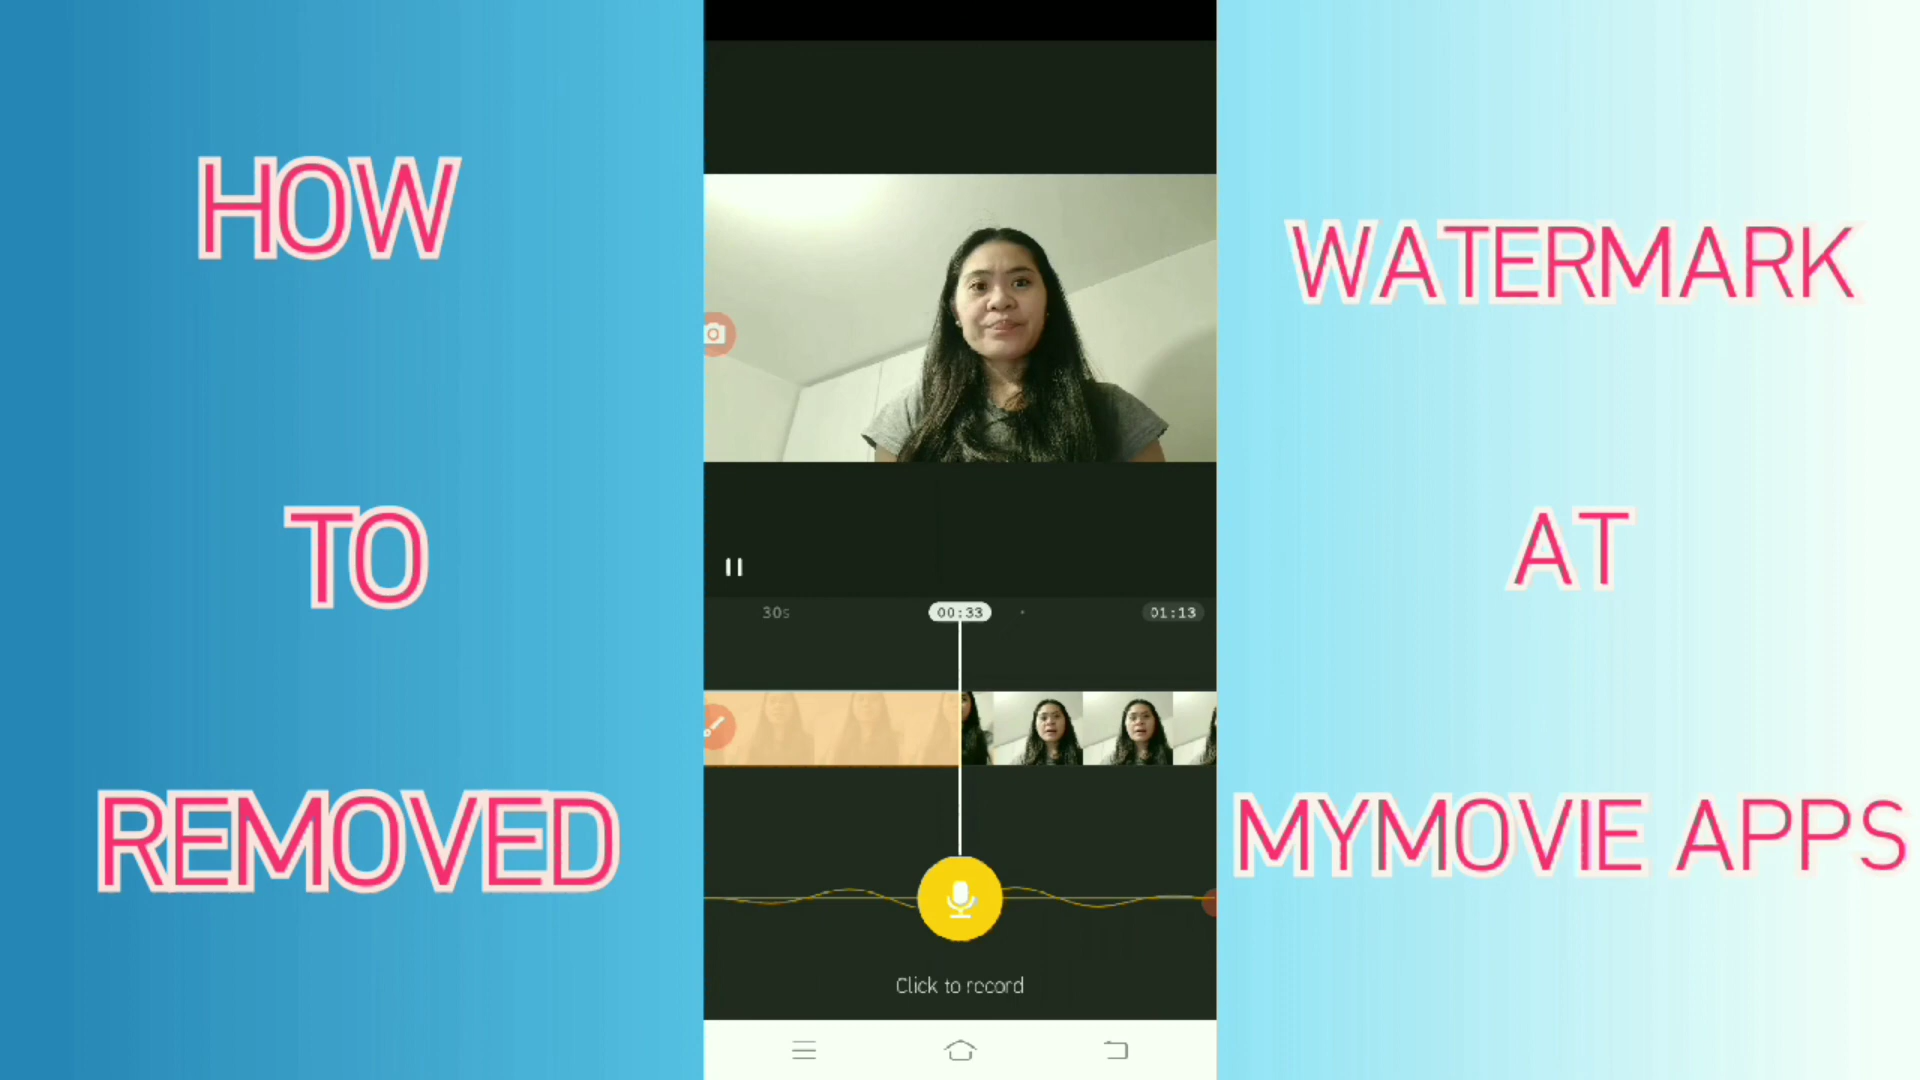 HOW
TO
REMOVED
30s
00:33
01:13
Click to record
WATERMARK
AT
MYMOVIE APPS